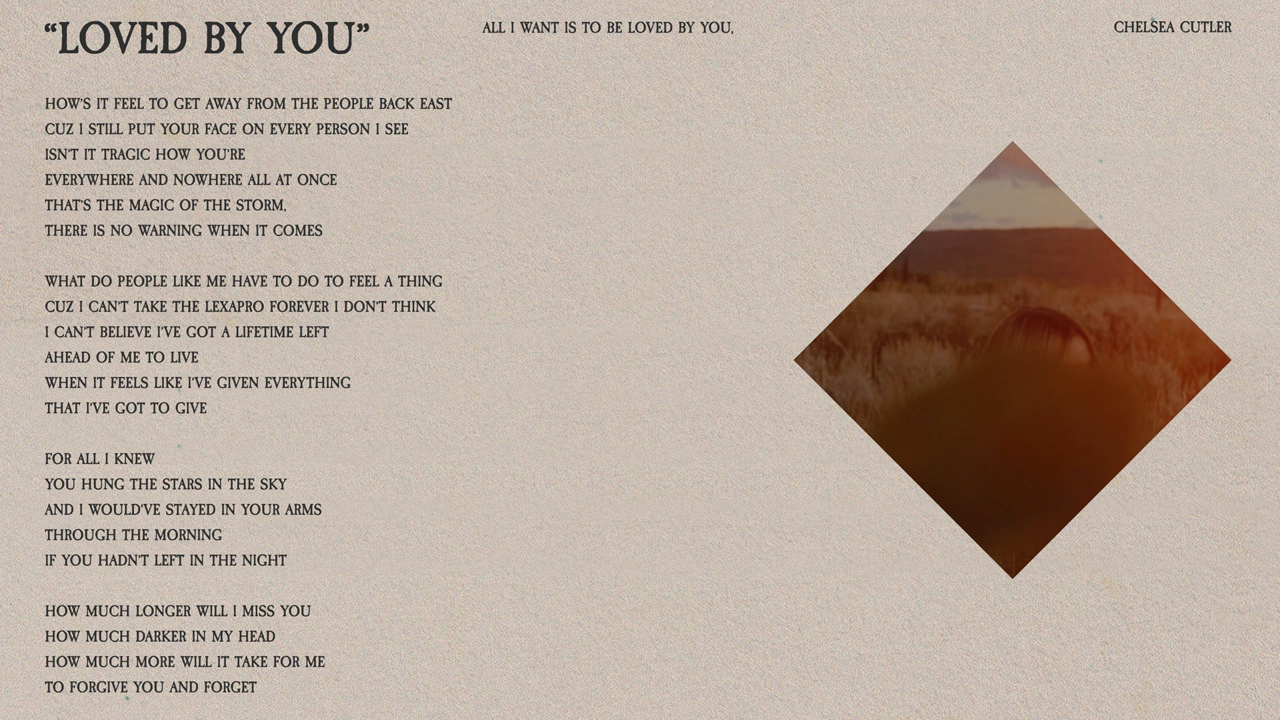 “LOVED BY YOU”
ALL I WANT IS TO BE LOVED BY YOU,
CHELSEA CUTLER
HOW'S IT FEEL TO GET AWAY FROM THE PEOPLE BACK EAST
CUZ I STILL PUT YOUR FACE ON EVERY PERSON I SEE
ISN'T IT TRAGIC HOW YOU'RE
EVERYWHERE AND NOWHERE ALL AT ONCE
THAT'S THE MAGIC OF THE STORM,
THERE IS NO WARNING WHEN IT COMES
WHAT DO PEOPLE LIKE ME HAVE TO DO TO FEEL A THING
CUZ I CAN'T TAKE THE LEXAPRO FOREVER I DON'T THINK
I CAN'T BELIEVE I'VE GOT A LIFETIME LEFT
AHEAD OF ME TO LIVE
WHEN IT FEELS LIKE I'VE GIVEN EVERYTHING
THAT I'VE GOT TO GIVE
FOR ALL I KNEW
YOU HUNG THE STARS IN THE SKY
AND I WOULD'VE STAYED IN YOUR ARMS
THROUGH THE MORNING
IF YOU HADN'T LEFT IN THE NIGHT
HOW MUCH LONGER WILL I MISS YOU
HOW MUCH DARKER IN MY HEAD
HOW MUCH MORE WILL IT TAKE FOR ME
TO FORGIVE YOU AND FORGET